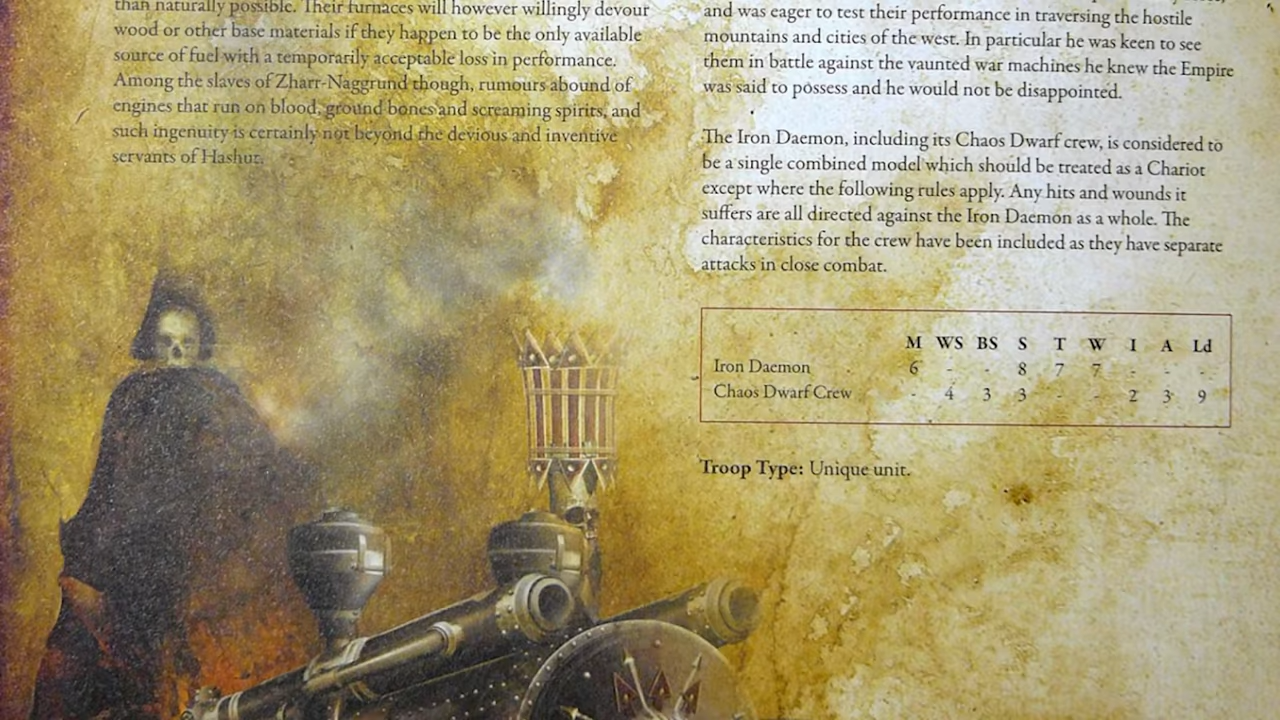 than naturally possible. Their furnaces will however willingly devour
wood or other base materials if they happen to be the only available
source of fuel with a temporarily acceptable loss in performance.
Among the slaves of Zharr-Naggrund though, rumours abound of
engines that run on blood, ground bones and screaming spirits, and
such ingenuity is certainly not beyond the devious and inventive
servants of Hashut.
and was eager to test their performance in traversing the hostile
mountains and cities of the west. In particular he was keen to see
them in battle against the vaunted war machines he knew the Empire
was said to possess and he would not be disappointed.
The Iron Daemon, including its Chaos Dwarf crew, is considered to
be a single combined model which should be treated as a Chariot
except where the following rules apply. Any hits and wounds it
suffers are all directed against the Iron Daemon as a whole. The
characteristics for the crew have been included as they have separate
attacks in close combat.
M WS BS S T W I A Ld
Iron Daemon 6 - - 8 7 7 - - -
Chaos Dwarf Crew - 4 3 3 - - 2 3 9
Troop Type: Unique unit.